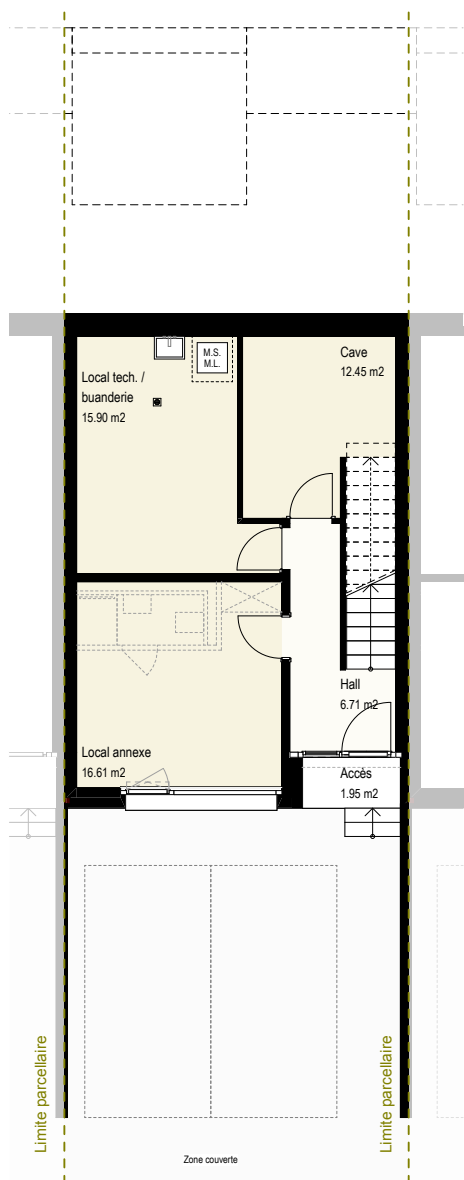 M.S.
M.L.
Cave
12.45 m2
Local tech. /
buanderie
15.90 m2
Hall
6.71 m2
Local annexe
16.61 m2
Accès
1.95 m2
Limite parcellaire
Limite parcellaire
Zone couverte